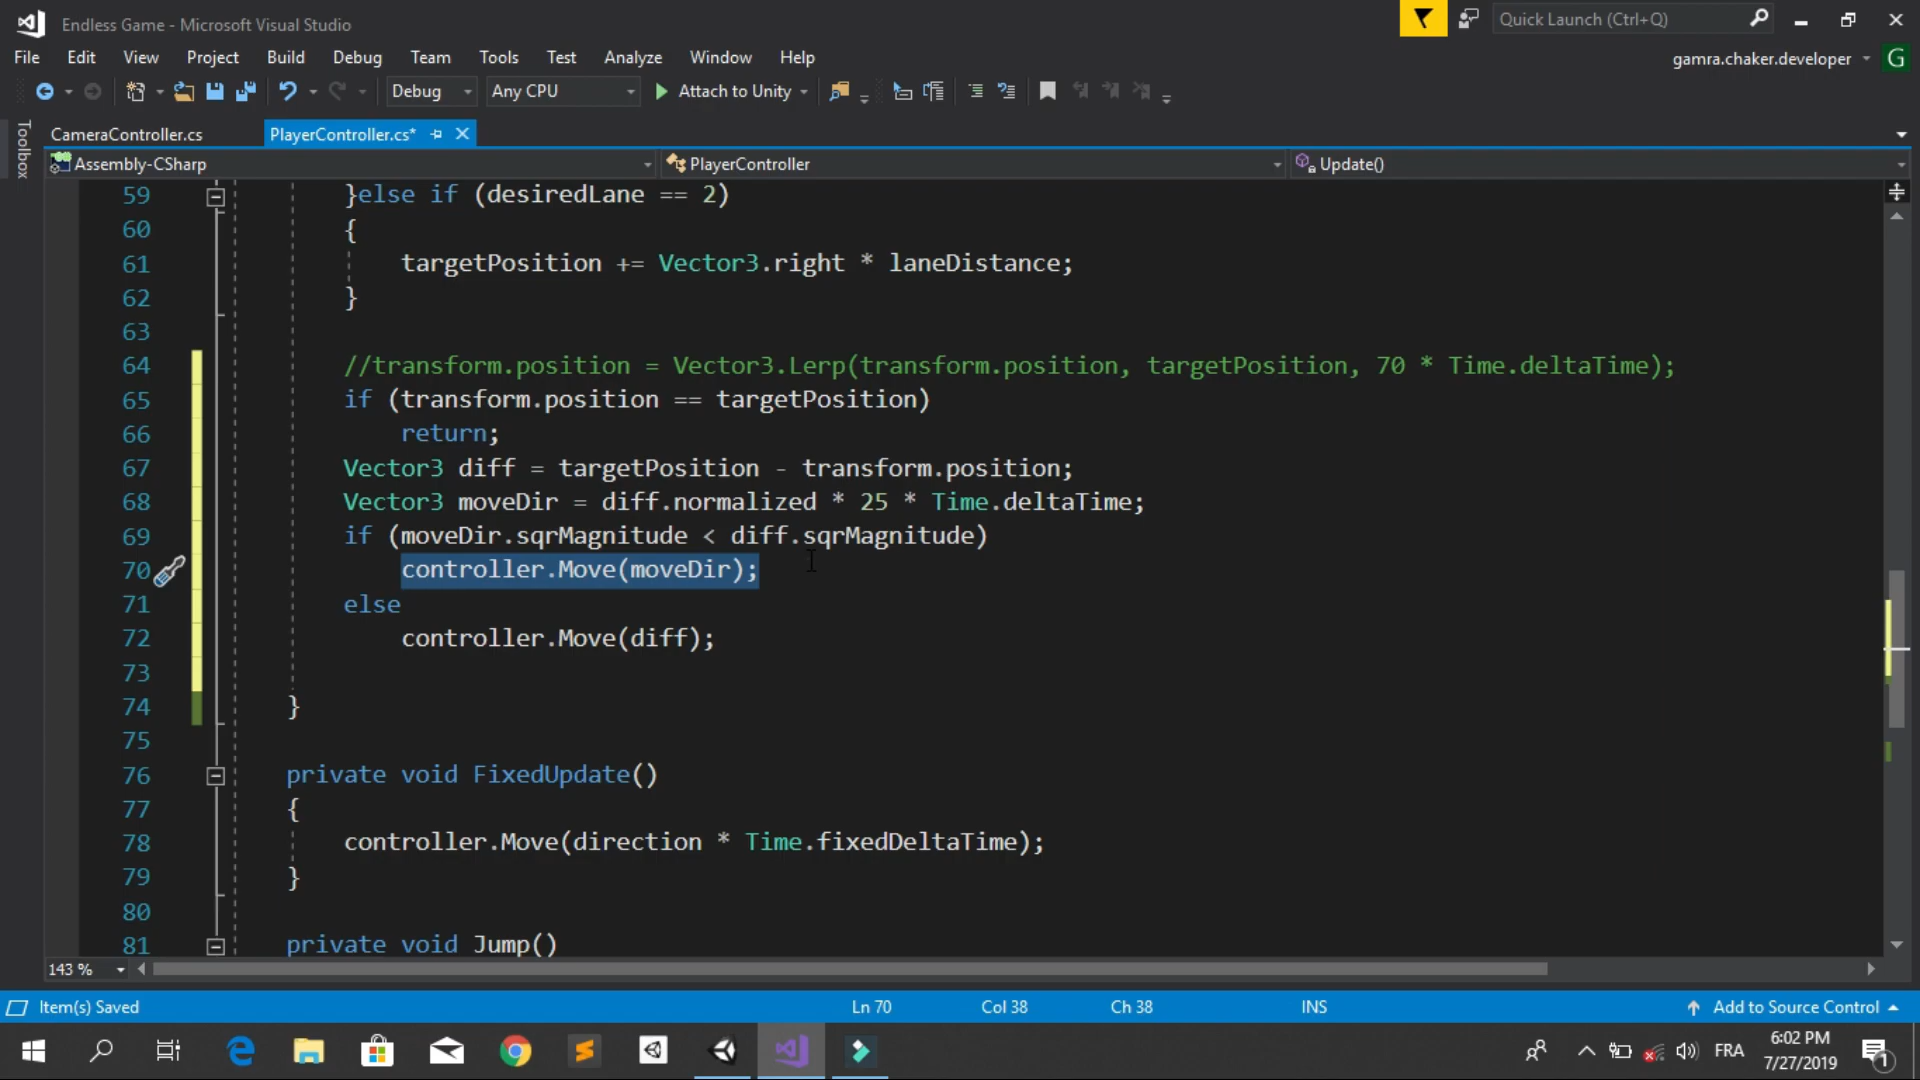 Endless Game - Microsoft Visual Studio
Quick Launch (Ctrl+Q)
File Edit View Project Build Debug Team Tools Test Analyze Window Help
gamra.chaker.developer G
Debug Any CPU Attach to Unity
Toolbox
CameraController.cs PlayerController.cs*
Assembly-CSharp PlayerController Update()
59 }else if (desiredLane == 2)
60 {
61 targetPosition += Vector3.right * laneDistance;
62 }
63
64 //transform.position = Vector3.Lerp(transform.position, targetPosition, 70 * Time.deltaTime);
65 if (transform.position == targetPosition)
66 return;
67 Vector3 diff = targetPosition - transform.position;
68 Vector3 moveDir = diff.normalized * 25 * Time.deltaTime;
69 if (moveDir.sqrMagnitude < diff.sqrMagnitude)
70 controller.Move(moveDir);
71 else
72 controller.Move(diff);
73
74 }
75
76 private void FixedUpdate()
77 {
78 controller.Move(direction * Time.fixedDeltaTime);
79 }
80
81 private void Jump()
143 %
Item(s) Saved Ln 70 Col 38 Ch 38 INS Add to Source Control
FRA 6:02 PM
7/27/2019 1